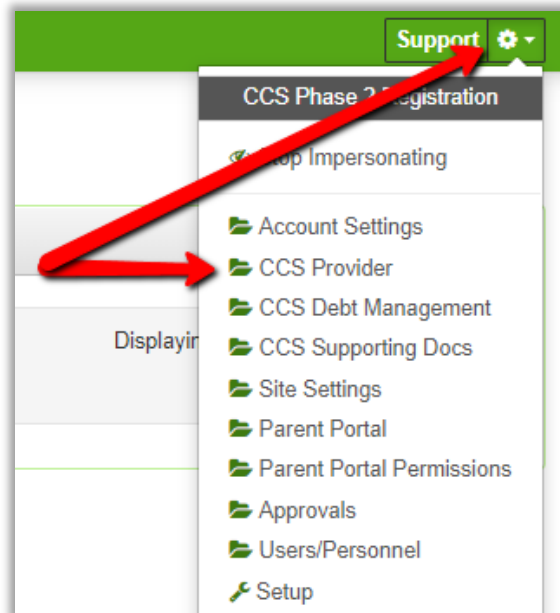 Support
CCS Phase 2 Registration
Stop Impersonating
Account Settings
CCS Provider
Displayin
CCS Debt Management
CCS Supporting Docs
Site Settings
Parent Portal
Parent Portal Permissions
Approvals
Users/Personnel
Setup